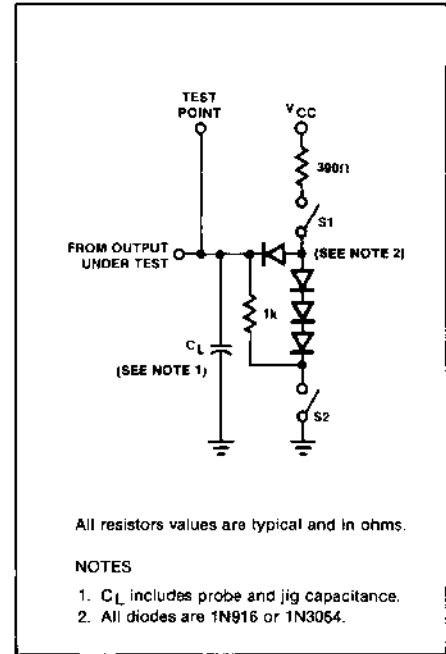 TEST
POINT
VCC
390Ω
S1
FROM OUTPUT
UNDER TEST
(SEE NOTE 2)
1k
CL
(SEE NOTE 1)
S2
All resistors values are typical and in ohms.
NOTES
1. CL includes probe and jig capacitance.
2. All diodes are 1N916 or 1N3064.